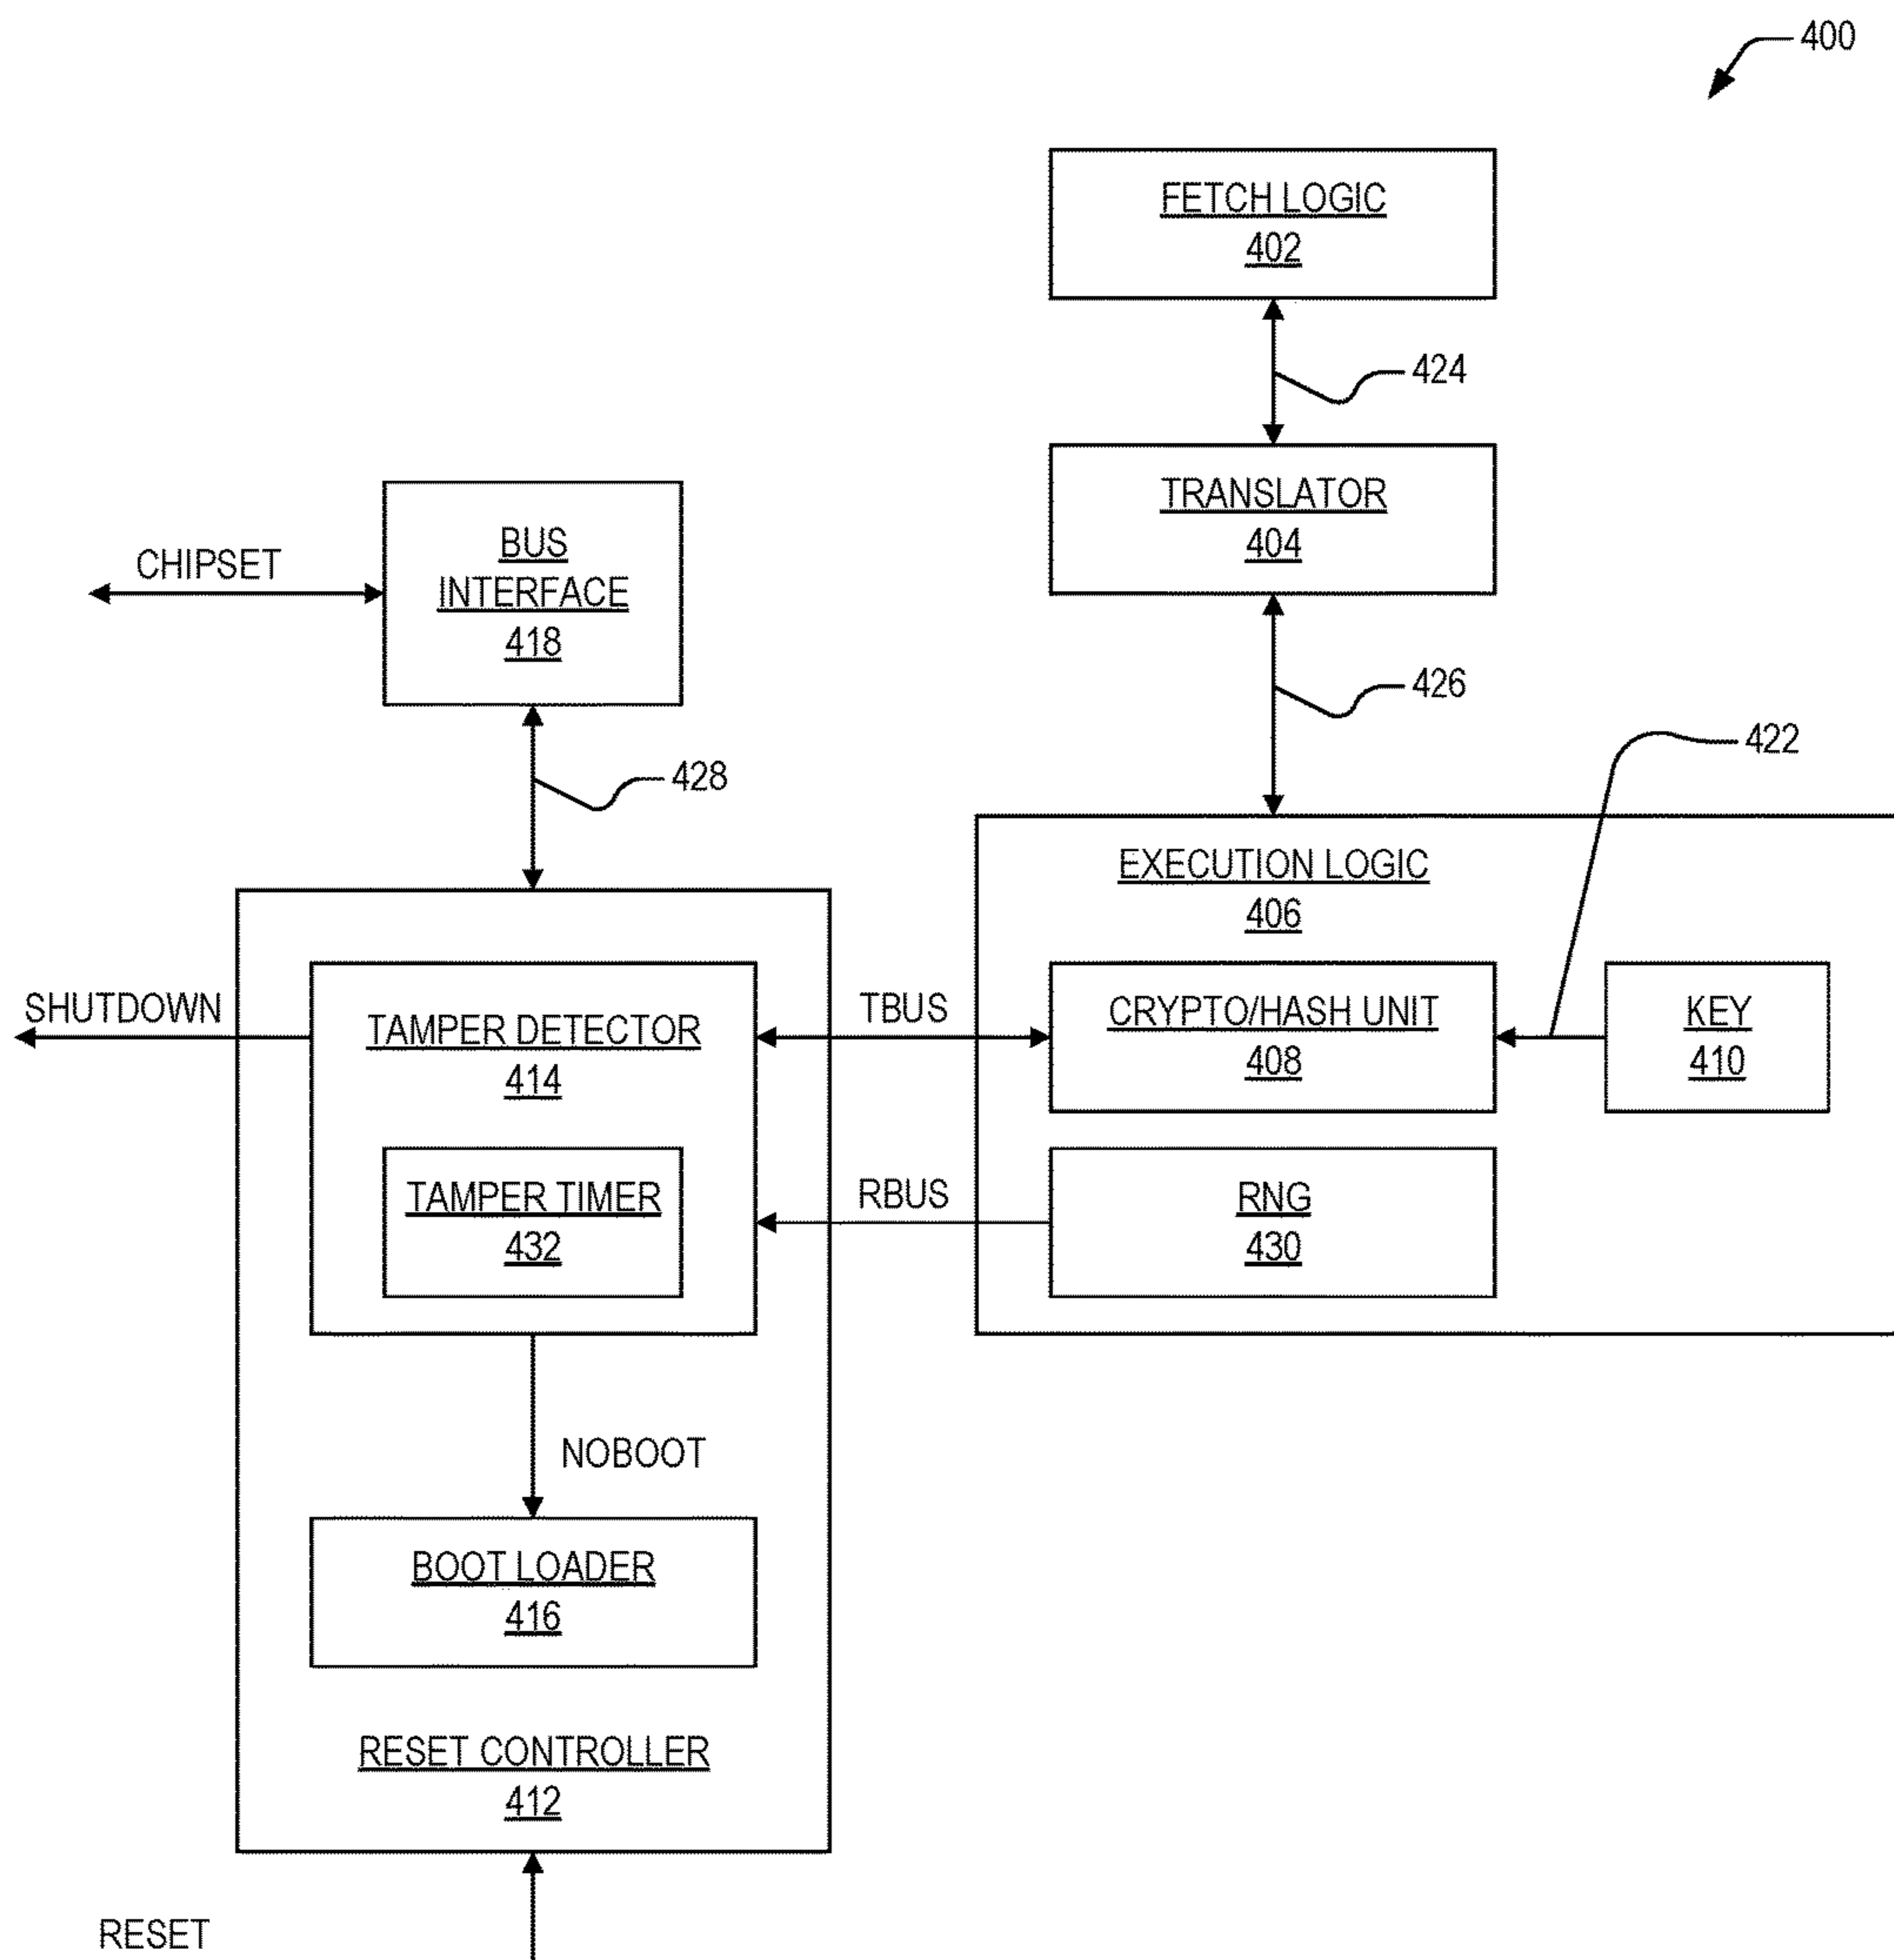 400
FETCH LOGIC
402
424
TRANSLATOR
404
BUS
INTERFACE
418
CHIPSET
426
422
428
EXECUTION LOGIC
406
SHUTDOWN
TAMPER DETECTOR
414
TBUS
CRYPTO/HASH UNIT
408
KEY
410
TAMPER TIMER
432
RBUS
RNG
430
NOBOOT
BOOT LOADER
416
RESET CONTROLLER
412
RESET